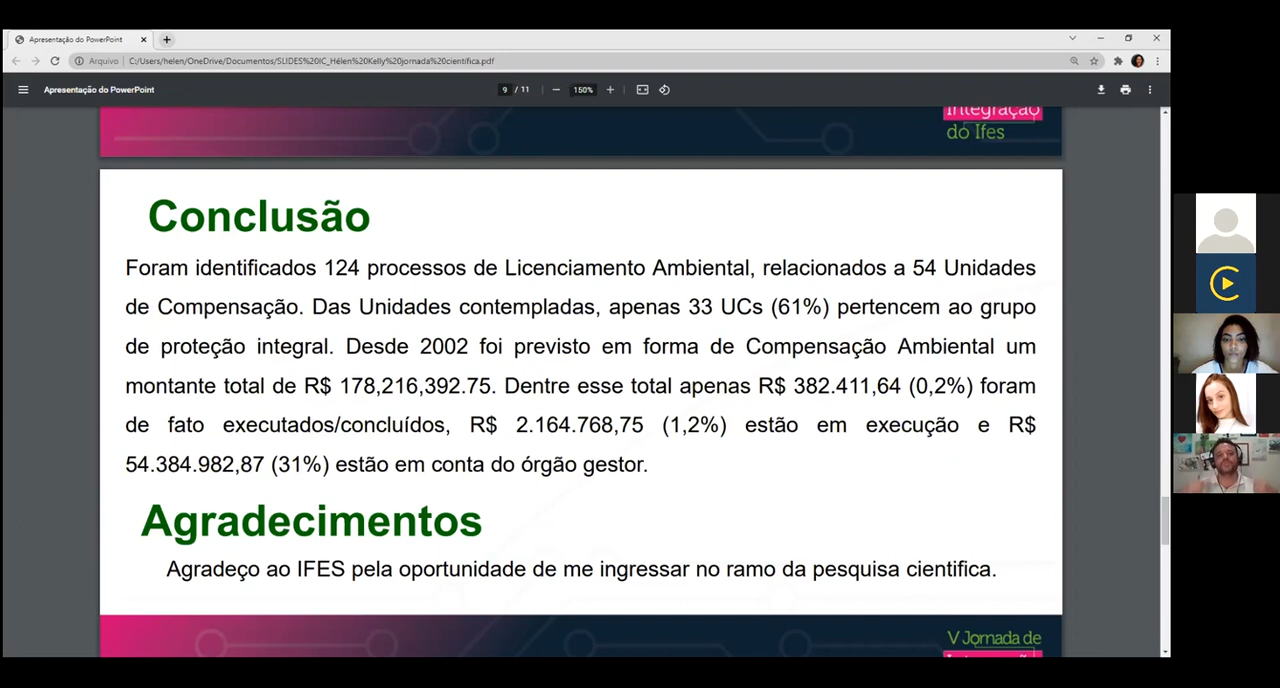 Apresentação do PowerPoint
Arquivo
C:/Users/helen/OneDrive/Documentos/SLIDES%20IC_Hélen%20Kelly%20jornada%20científica.pdf
Apresentação do PowerPoint
9 / 11
150%
Integração
do Ifes
Conclusão
Foram identificados 124 processos de Licenciamento Ambiental, relacionados a 54 Unidades
de Compensação. Das Unidades contempladas, apenas 33 UCs (61%) pertencem ao grupo
de proteção integral. Desde 2002 foi previsto em forma de Compensação Ambiental um
montante total de R$ 178,216,392.75. Dentre esse total apenas R$ 382.411,64 (0,2%) foram
de fato executados/concluídos, R$ 2.164.768,75 (1,2%) estão em execução e R$
54.384.982,87 (31%) estão em conta do órgão gestor.
Agradecimentos
Agradeço ao IFES pela oportunidade de me ingressar no ramo da pesquisa cientifica.
V Jornada de